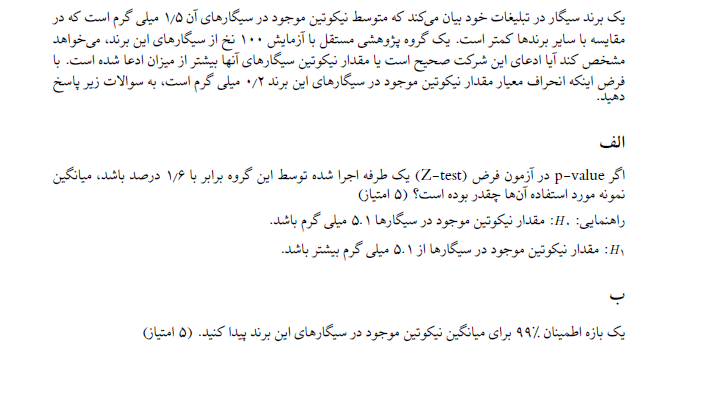 یک برند سیگار در تبلیغات خود بیان می‌کند که متوسط نیکوتین موجود در سیگارهای آن ۱/۵ میلی گرم است که در
مقایسه با سایر برندها کمتر است. یک گروه پژوهشی مستقل با آزمایش ۱۰۰ نخ از سیگارهای این برند، می‌خواهد
مشخص کند آیا ادعای این شرکت صحیح است یا مقدار نیکوتین سیگارهای آنها بیشتر از میزان ادعا شده است. با
فرض اینکه انحراف معیار مقدار نیکوتین موجود در سیگارهای این برند ۰/۲ میلی گرم است، به سوالات زیر پاسخ
دهید.
الف
اگر p-value در آزمون فرض (Z-test) یک طرفه اجرا شده توسط این گروه برابر با ۱/۶ درصد باشد، میانگین
نمونه مورد استفاده آن‌ها چقدر بوده است؟ (۵ امتیاز)
راهنمایی: H۰: مقدار نیکوتین موجود در سیگارها ۵.۱ میلی گرم باشد.
H۱: مقدار نیکوتین موجود در سیگارها از ۵.۱ میلی گرم بیشتر باشد.
ب
یک بازه اطمینان ۹۹٪ برای میانگین نیکوتین موجود در سیگارهای این برند پیدا کنید. (۵ امتیاز)